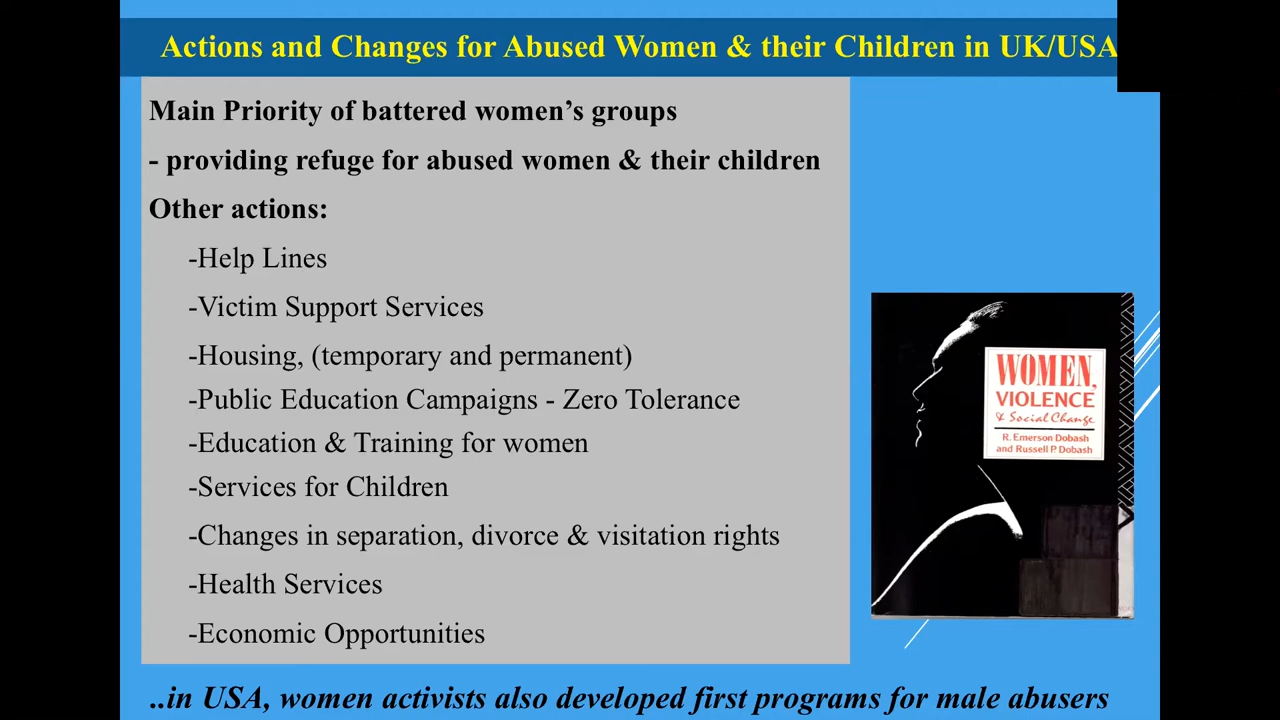 Actions and Changes for Abused Women & their Children in UK/USA
Main Priority of battered women’s groups
- providing refuge for abused women & their children
Other actions:
-Help Lines
-Victim Support Services
-Housing, (temporary and permanent)
-Public Education Campaigns - Zero Tolerance
-Education & Training for women
-Services for Children
-Changes in separation, divorce & visitation rights
-Health Services
-Economic Opportunities
WOMEN,
VIOLENCE
& Social Change
R. Emerson Dobash
and Russell P. Dobash
..in USA, women activists also developed first programs for male abusers